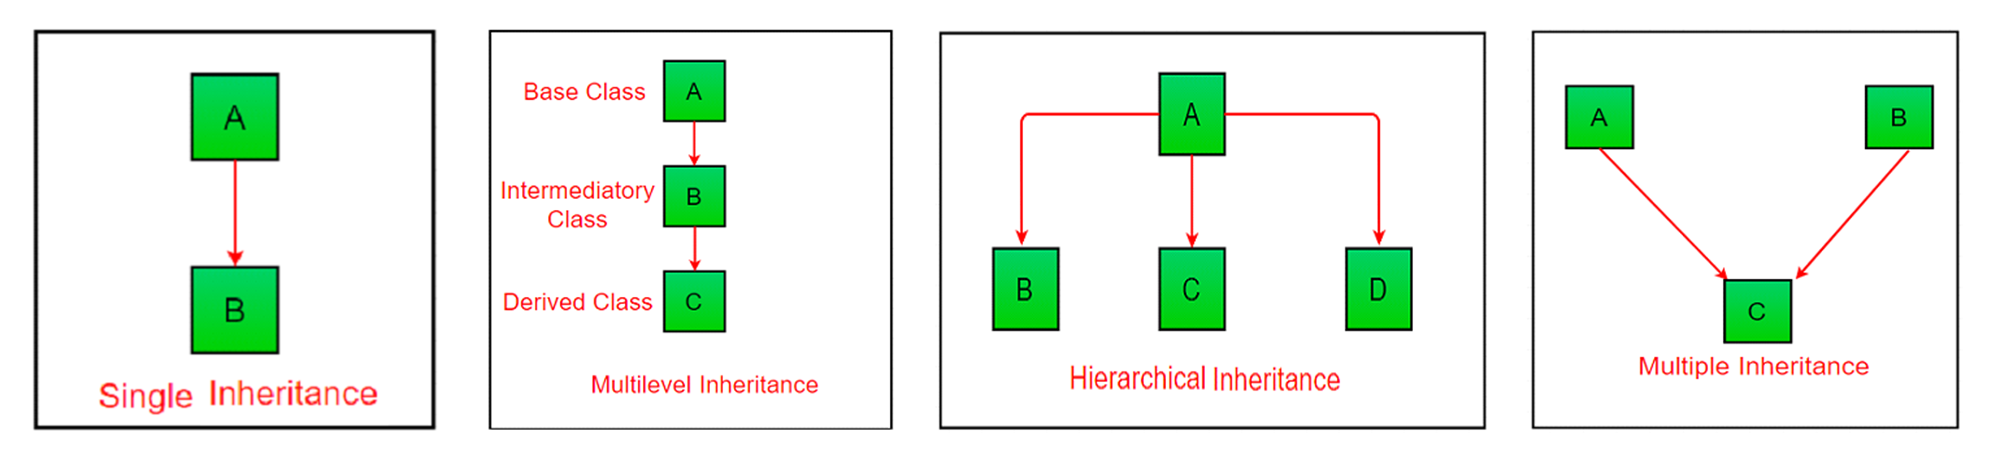 A
B
Single Inheritance
Base Class
A
Intermediatory
Class
B
Derived Class
C
Multilevel Inheritance
A
B
C
D
Hierarchical Inheritance
A
B
C
Multiple Inheritance